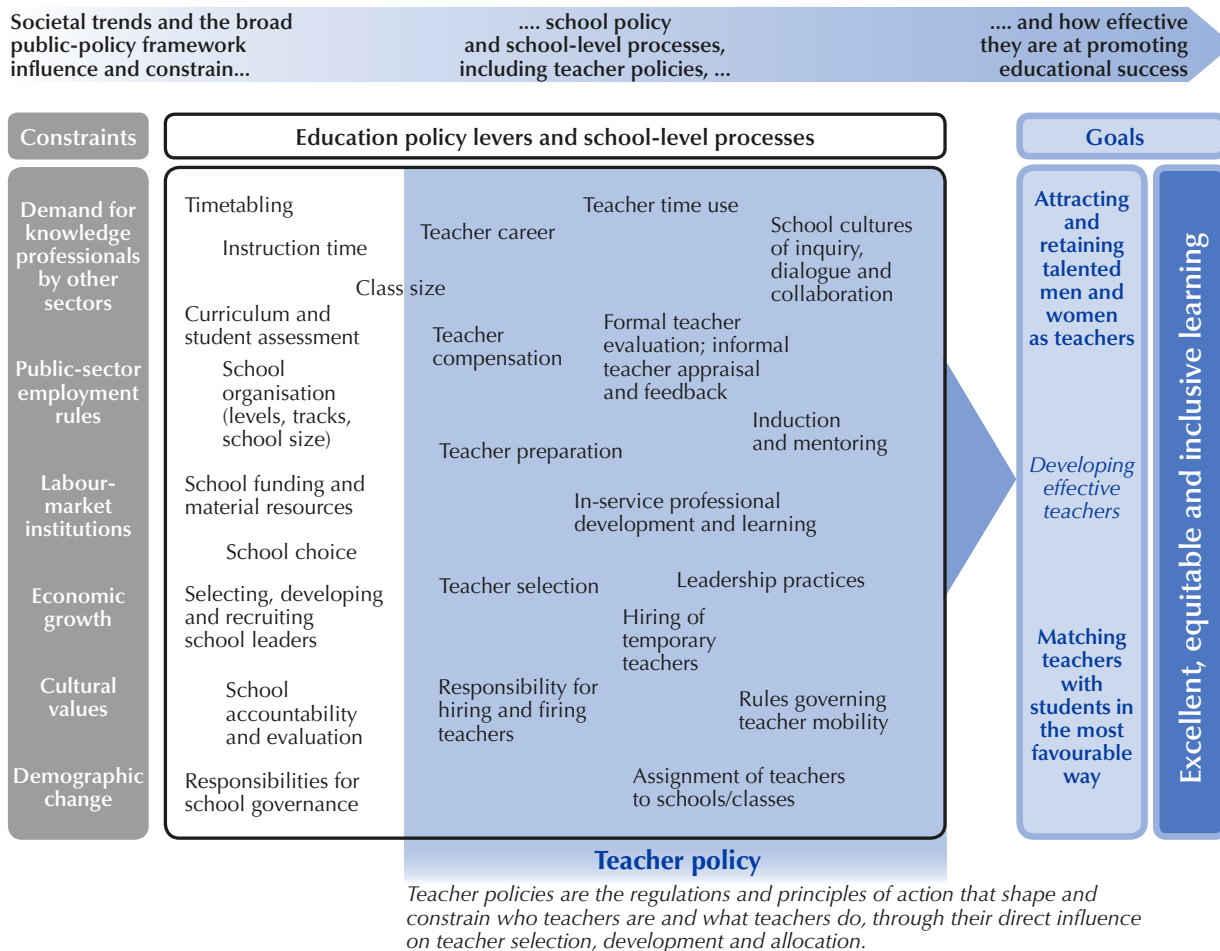 Societal trends and the broad
public-policy framework
influence and constrain...
.... school policy
and school-level processes,
including teacher policies, ...
.... and how effective
they are at promoting
educational success
Constraints
Education policy levers and school-level processes
Goals
Demand for
knowledge
professionals
by other
sectors
Public-sector
employment
rules
Labour-
market
institutions
Economic
growth
Cultural
values
Demographic
change
Timetabling
Instruction time
Class size
Curriculum and
student assessment
School
organisation
(levels, tracks,
school size)
School funding and
material resources
School choice
Selecting, developing
and recruiting
school leaders
School
accountability
and evaluation
Responsibilities for
school governance
Teacher time use
Teacher career
School cultures
of inquiry,
dialogue and
collaboration
Teacher
compensation
Formal teacher
evaluation; informal
teacher appraisal
and feedback
Induction
and mentoring
Teacher preparation
In-service professional
development and learning
Teacher selection
Leadership practices
Hiring of
temporary
teachers
Responsibility for
hiring and firing
teachers
Rules governing
teacher mobility
Assignment of teachers
to schools/classes
Attracting
and
retaining
talented
men and
women
as teachers
Developing
effective
teachers
Matching
teachers
with
students in
the most
favourable
way
Excellent, equitable and inclusive learning
Teacher policy
Teacher policies are the regulations and principles of action that shape and
constrain who teachers are and what teachers do, through their direct influence
on teacher selection, development and allocation.